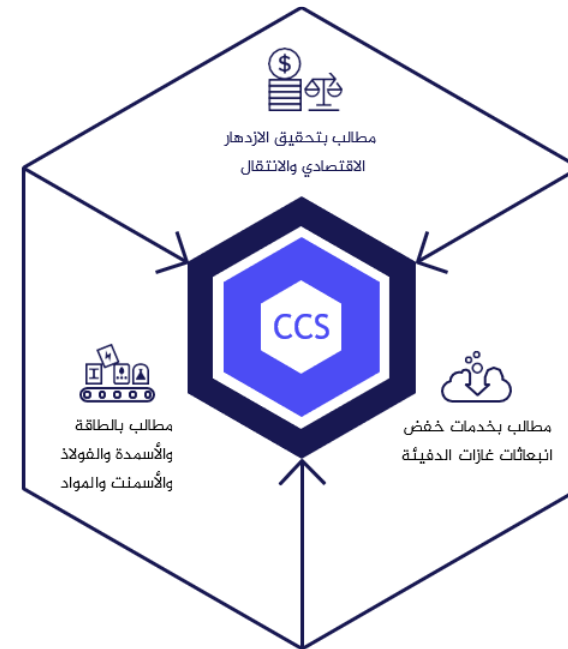 $
مطالب بتحقيق الازدهار
الاقتصادي والانتقال
CCS
مطالب بخدمات خفض
انبعاثات غازات الدفيئة
مطالب بالطاقة
والأسمدة والفولاذ
والأسمنت والمواد